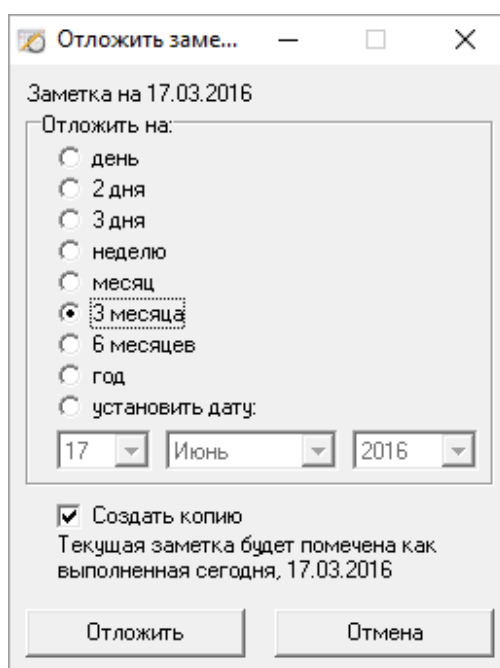 Отложить заме...
Заметка на 17.03.2016
Отложить на:
день
2 дня
3 дня
неделю
месяц
3 месяца
6 месяцев
год
установить дату:
17 Июнь 2016
Создать копию
Текущая заметка будет помечена как
выполненная сегодня, 17.03.2016
Отложить Отмена